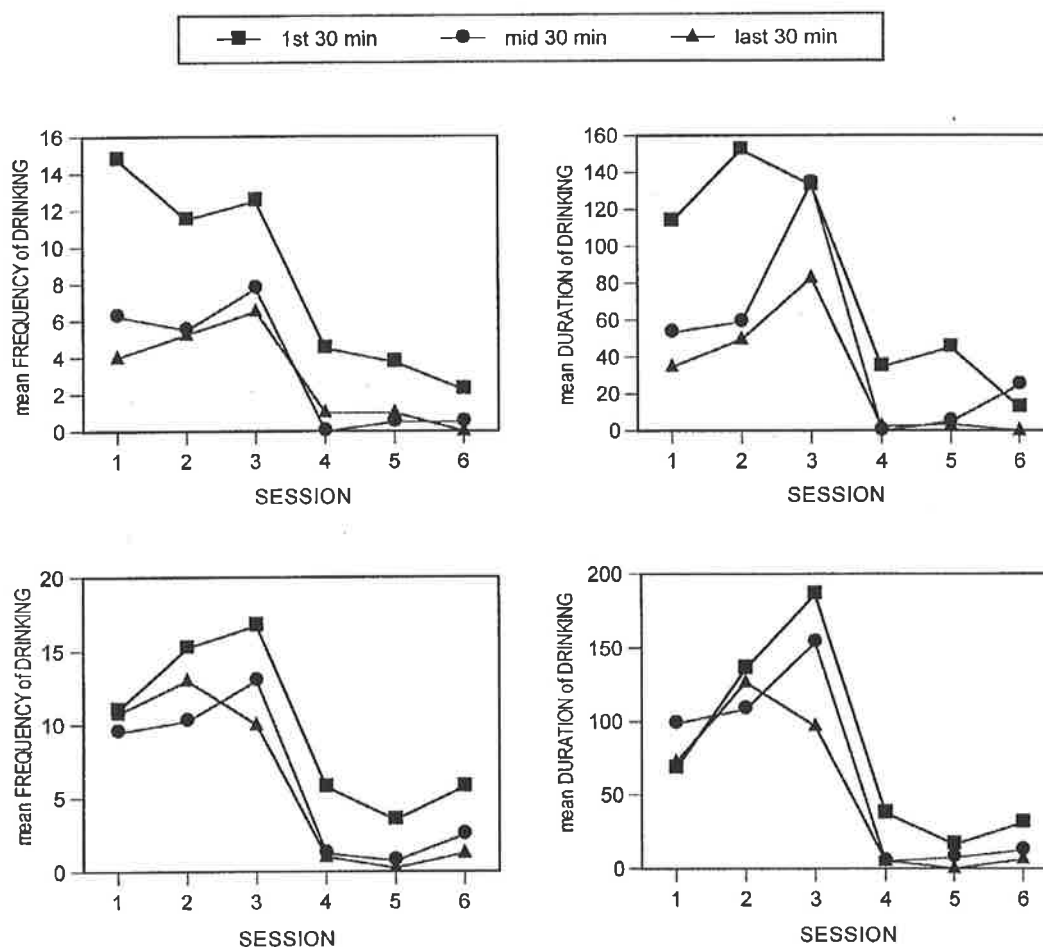 1st 30 min mid 30 min last 30 min
mean FREQUENCY of DRINKING
16
14
12
10
8
6
4
2
0
1 2 3 4 5 6
SESSION
mean DURATION of DRINKING
160
140
120
100
80
60
40
20
0
1 2 3 4 5 6
SESSION
mean FREQUENCY of DRINKING
20
15
10
5
0
1 2 3 4 5 6
SESSION
mean DURATION of DRINKING
200
150
100
50
0
1 2 3 4 5 6
SESSION